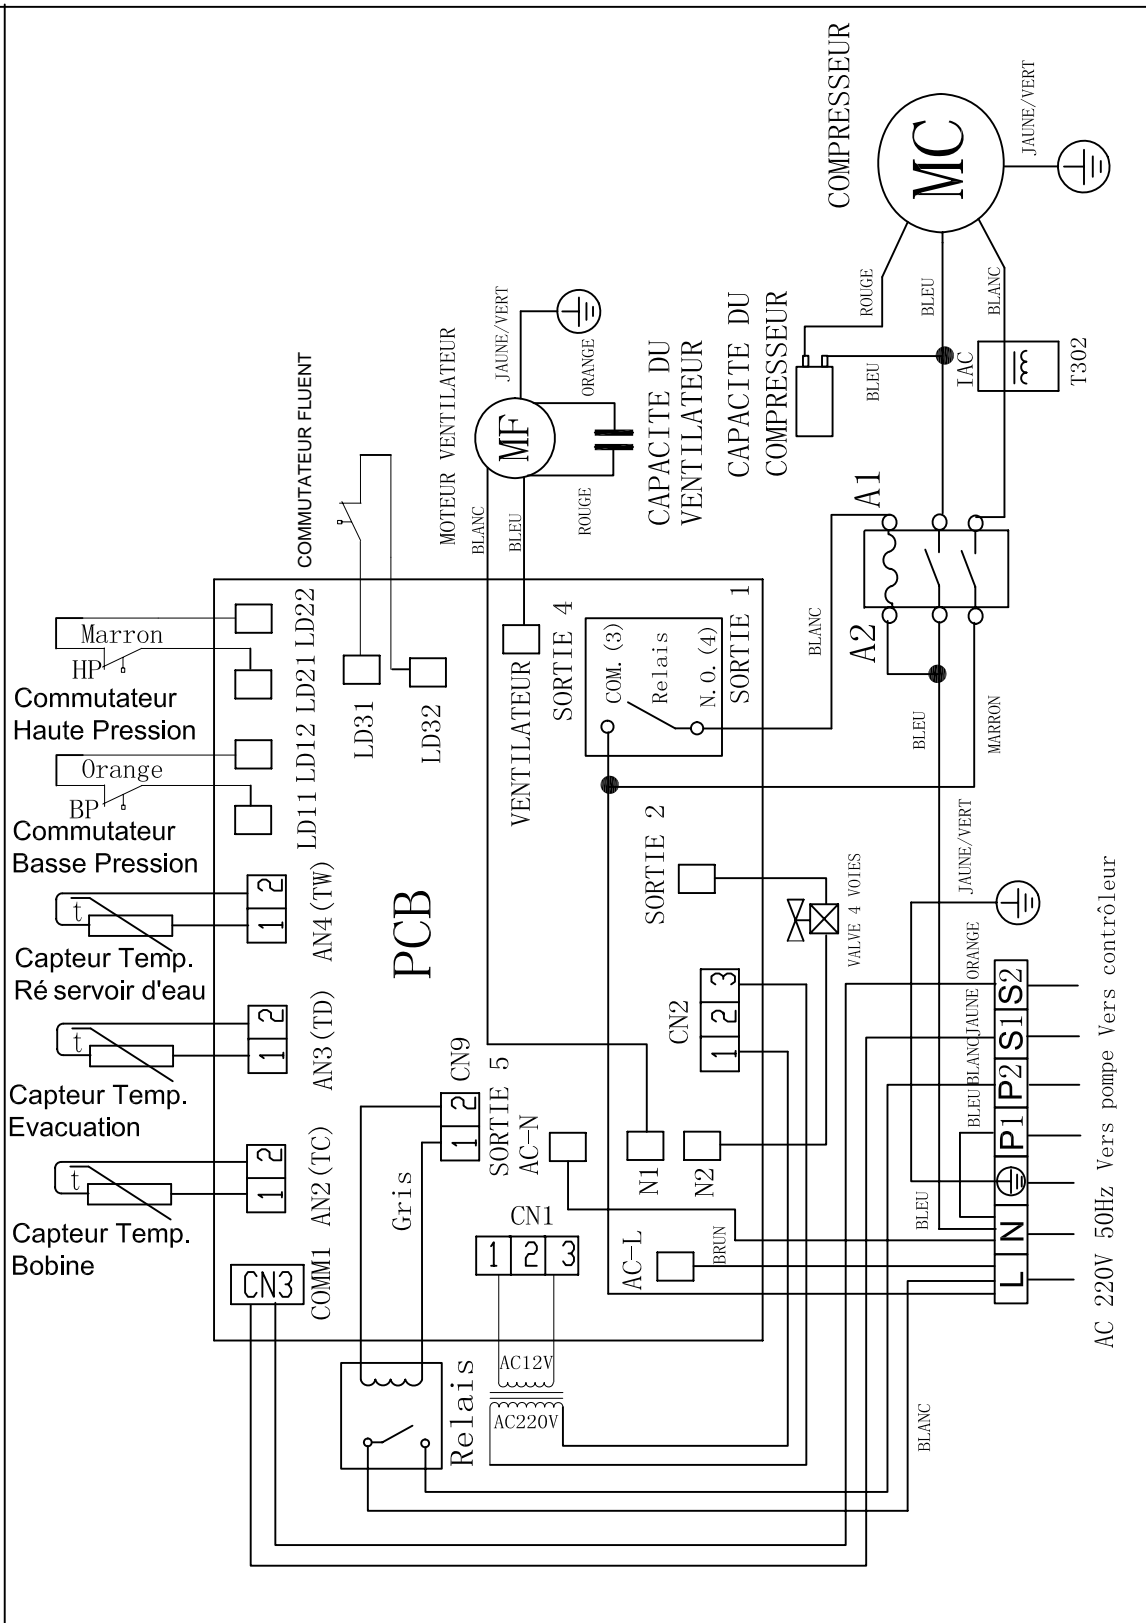 Marron
HP
Commutateur
Haute Pression
Orange
BP
Commutateur
Basse Pression
t
Capteur Temp.
Ré servoir d'eau
t
Capteur Temp.
Evacuation
t
Capteur Temp.
Bobine
LD11 LD12 LD21 LD22
1 2
AN4(TW)
1 2
AN3(TD)
1 2
AN2(TC)
CN3
COMM1
COMMUTATEUR FLUENT
LD31
LD32
PCB
1 2
CN9
Gris
Relais
SORTIE 5
AC-N
CN1
1 2 3
AC12V
AC220V
MOTEUR VENTILATEUR
BLANC
BLEU
MF
JAUNE/VERT
ORANGE
ROUGE
CAPACITE DU
VENTILATEUR
VENTILATEUR
SORTIE 4
COM.(3)
Relais
N.O.(4)
SORTIE 1
SORTIE 2
CN2
1 2 3
N1
N2
AC-L
BRUN
VALVE 4 VOIES
CAPACITE DU
COMPRESSEUR
COMPRESSEUR
MC
JAUNE/VERT
ROUGE
BLEU
BLANC
BLEU
IAC
T302
A1
A2
BLANC
BLEU
MARRON
JAUNE/VERT
BLEU
BLEU
BLANC
JAUNE
ORANGE
BLANC
L N P1 P2 S1 S2
AC 220V 50Hz Vers pompe Vers contrôleur